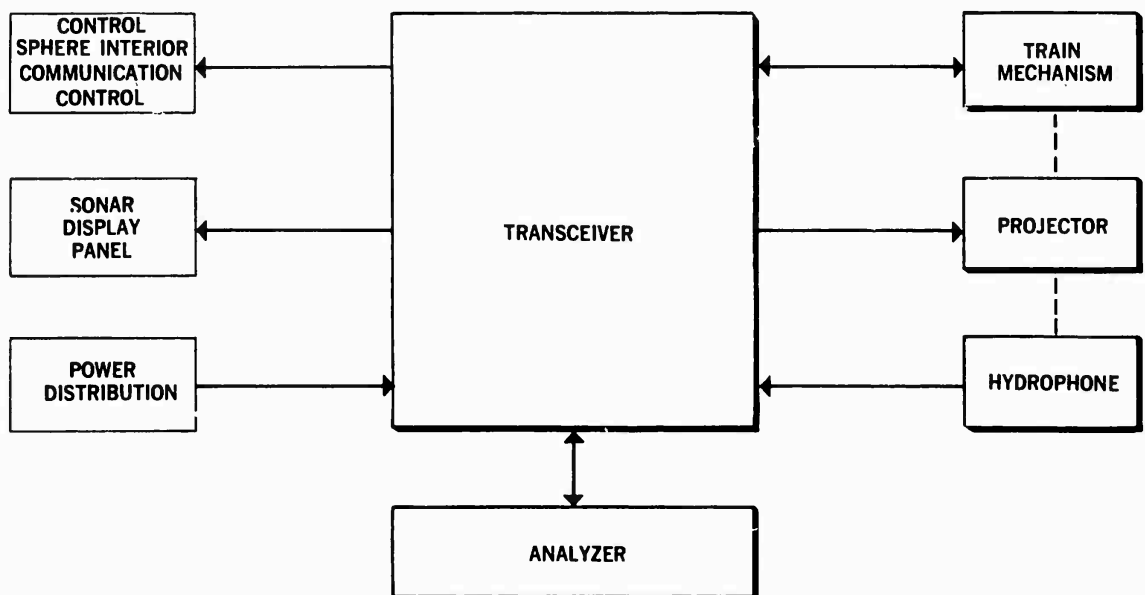 CONTROL
SPHERE INTERIOR
COMMUNICATION
CONTROL
TRAIN
MECHANISM
SONAR
DISPLAY
PANEL
TRANSCEIVER
PROJECTOR
POWER
DISTRIBUTION
HYDROPHONE
ANALYZER